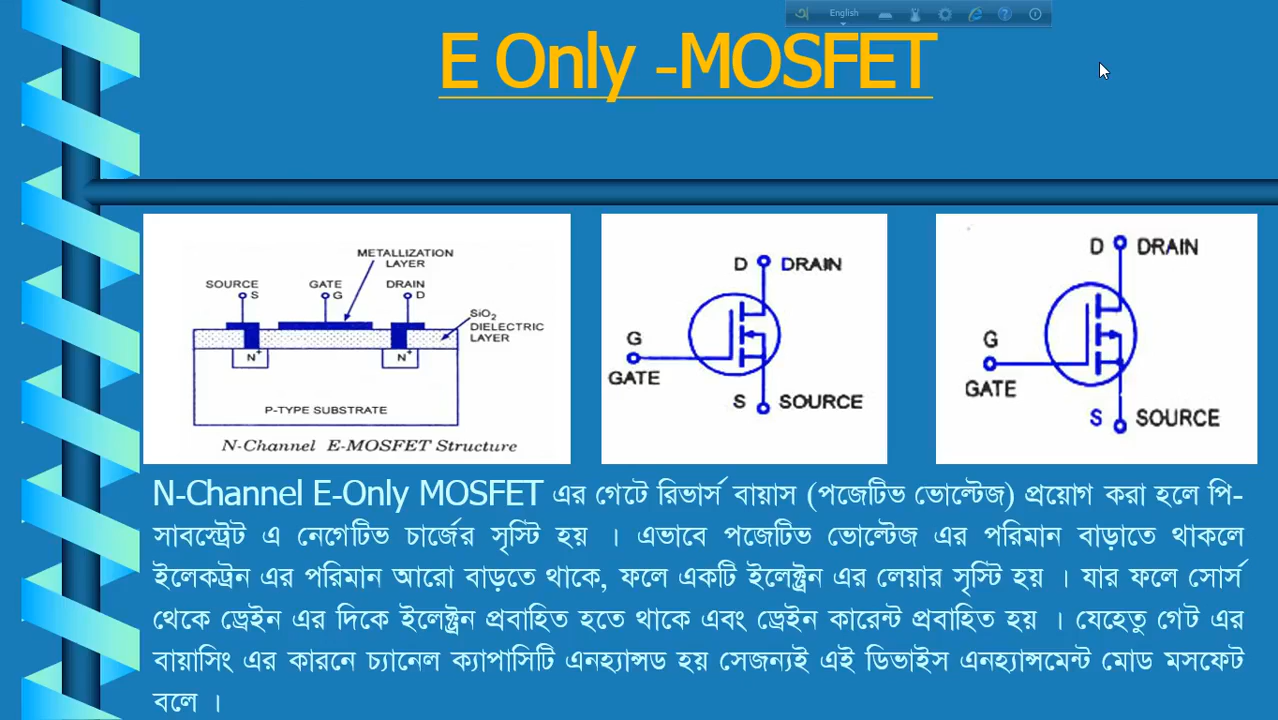 English
E Only -MOSFET
METALLIZATION
LAYER
SOURCE
S
GATE
G
DRAIN
D
SiO2
DIELECTRIC
LAYER
N+
N+
P-TYPE SUBSTRATE
N-Channel E-MOSFET Structure
D DRAIN
G
GATE
S SOURCE
D DRAIN
G
GATE
S SOURCE
N-Channel E-Only MOSFET এর গেটে রিভার্স বায়াস (পজেটিভ ভোল্টেজ) প্রয়োগ করা হলে পি-
সাবস্ট্রেট এ নেগেটিভ চার্জের সৃস্টি হয় । এভাবে পজেটিভ ভোল্টেজ এর পরিমান বাড়াতে থাকলে
ইলেকট্রন এর পরিমান আরো বাড়তে থাকে, ফলে একটি ইলেক্ট্রন এর লেয়ার সৃস্টি হয় । যার ফলে সোর্স
থেকে ড্রেইন এর দিকে ইলেক্ট্রন প্রবাহিত হতে থাকে এবং ড্রেইন কারেন্ট প্রবাহিত হয় । যেহেতু গেট এর
বায়াসিং এর কারনে চ্যানেল ক্যাপাসিটি এনহ্যান্সড হয় সেজন্যই এই ডিভাইস এনহ্যান্সমেন্ট মোড মসফেট
বলে ।